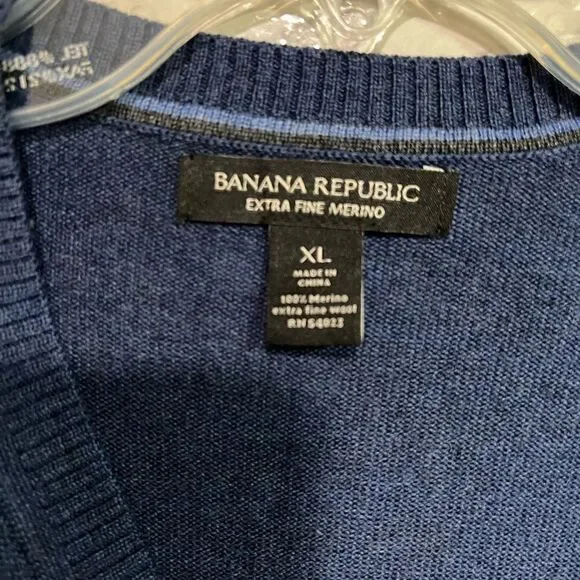 BANANA REPUBLIC
EXTRA FINE MERINO
XL
MADE IN
CHINA
100% Merino
extra fine wool
RN 54023